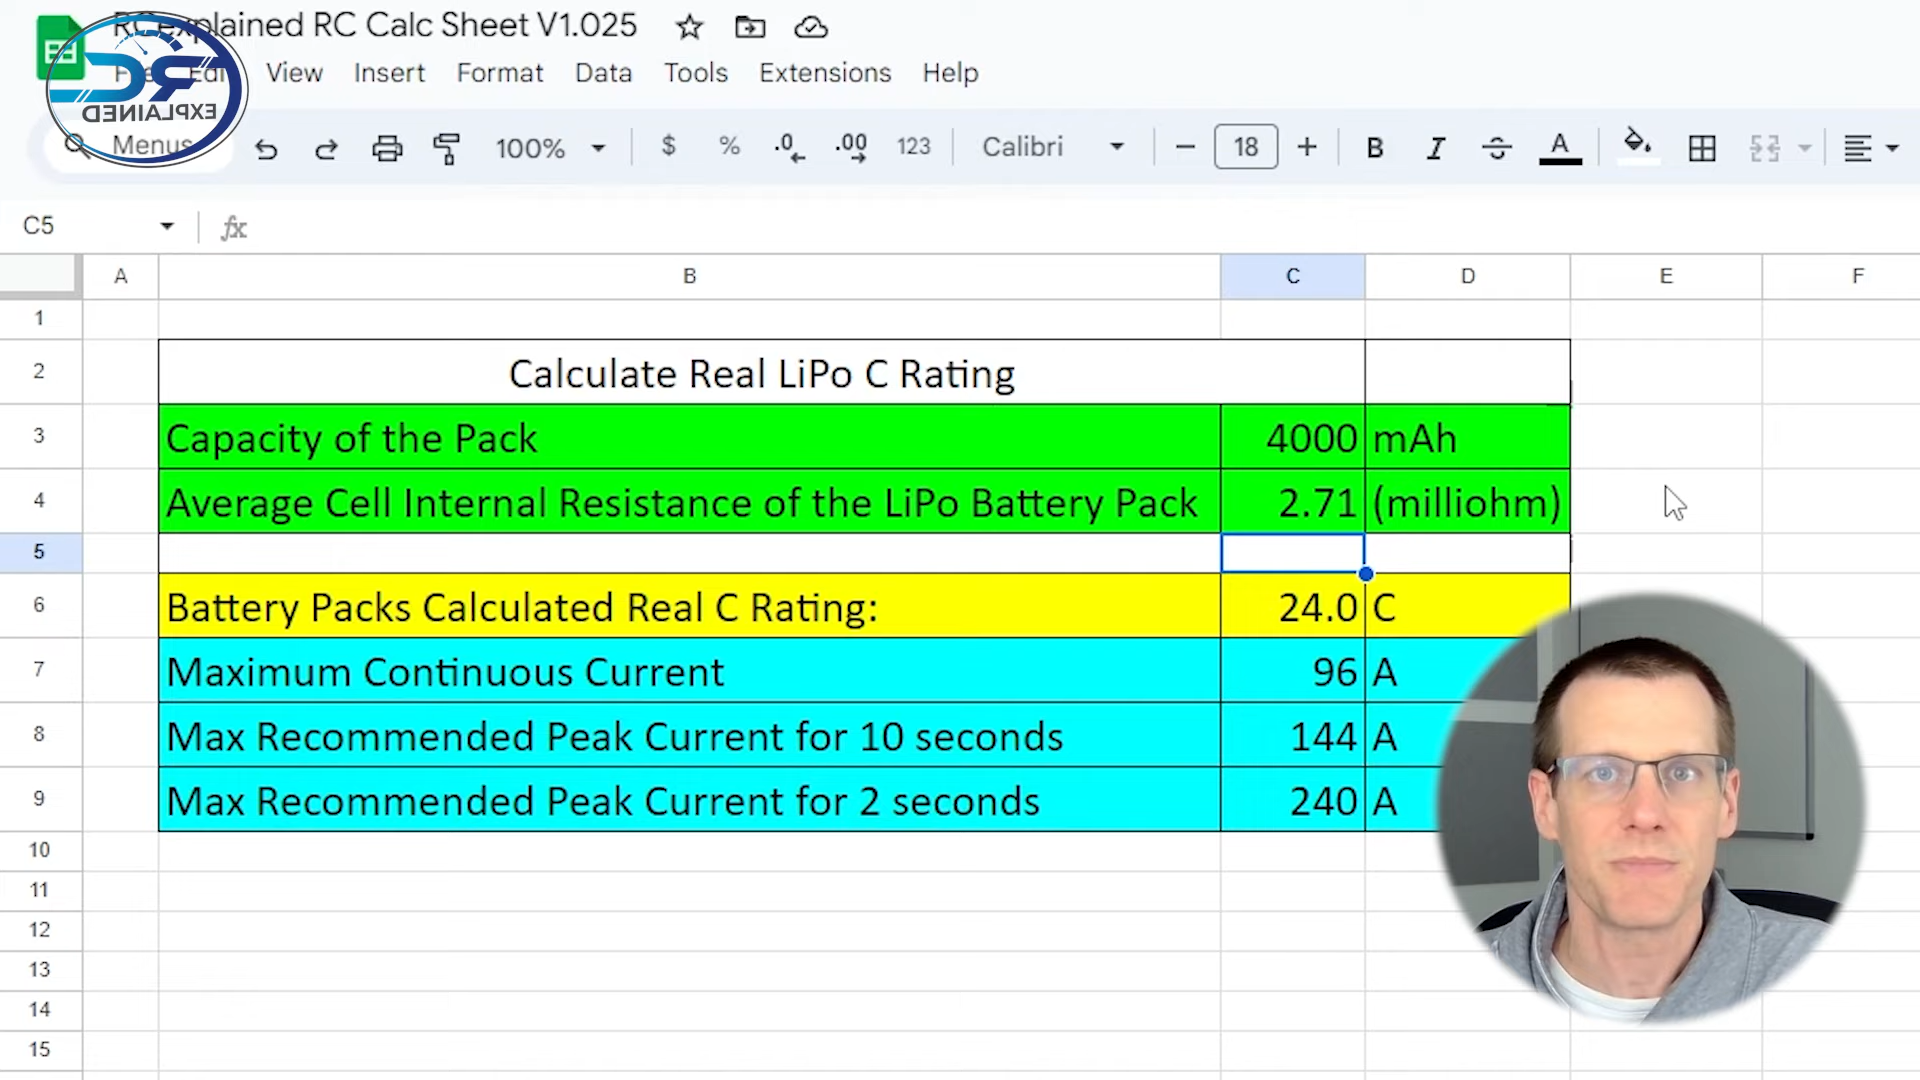 RCexplained RC Calc Sheet V1.025
File Edit View Insert Format Data Tools Extensions Help
RC
EXPLAINED
Menus 100% $ % .0 .00 123 Calibri 18 B I S A
C5 fx
A B C D E F
1
2 Calculate Real LiPo C Rating
3 Capacity of the Pack 4000 mAh
4 Average Cell Internal Resistance of the LiPo Battery Pack 2.71 (milliohm)
5
6 Battery Packs Calculated Real C Rating: 24.0 C
7 Maximum Continuous Current 96 A
8 Max Recommended Peak Current for 10 seconds 144 A
9 Max Recommended Peak Current for 2 seconds 240 A
10
11
12
13
14
15